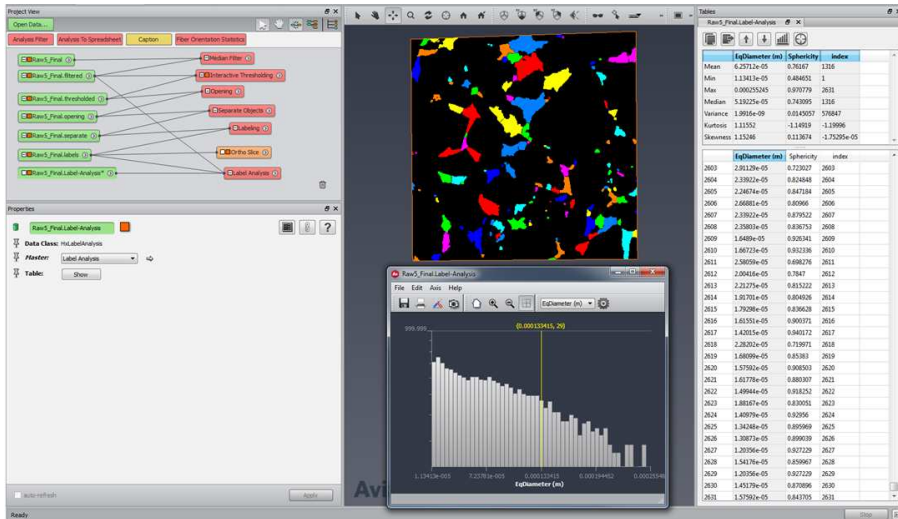 Project View
Open Data...
Analysis Filter
Analysis To Spreadsheet
Caption
Fiber Orientation Statistics
Raw5_Final
Median Filter
Raw5_Final.filtered
Interactive Thresholding
Opening
Raw5_Final.thresholded
Raw5_Final.opening
Separate Objects
Raw5_Final.separate
Labeling
Raw5_Final.labels
Ortho Slice
Raw5_Final.Label-Analysis*
Label Analysis
Properties
Raw5_Final.Label-Analysis
?
Data Class: HxLabelAnalysis
Master: Label Analysis
Table: Show
auto-refresh
Apply
Ready
Avi
Raw5_Final.Label-Analysis
File Edit Axis Help
EqDiameter (m)
(0.000133415, 29)
999.999
1.13413e-005 7.23781e-005 0.000133415 0.000194452
EqDiameter (m)
Tables
Raw5_Final.Label-Analysis
EqDiameter (m) Sphericity index
Mean 6.25712e-05 0.76167 1316
Min 1.13413e-05 0.484651 1
Max 0.000255245 0.970779 2631
Median 5.19225e-05 0.743095 1316
Variance 1.9916e-09 0.0145057 576847
Kurtosis 1.11552 -1.14919 -1.19996
Skewness 1.15246 0.113674 -1.75295e-05
EqDiameter (m) Sphericity index
2603 2.91129e-05 0.723027 2603
2604 2.33922e-05 0.824848 2604
2605 2.24674e-05 0.847184 2605
2606 2.66881e-05 0.80966 2606
2607 2.33922e-05 0.879522 2607
2608 2.35803e-05 0.836753 2608
2609 1.6489e-05 0.926341 2609
2610 1.66723e-05 0.932336 2610
2611 2.58059e-05 0.698276 2611
2612 2.00416e-05 0.7847 2612
2613 2.21275e-05 0.815222 2613
2614 1.91701e-05 0.804926 2614
2615 1.79298e-05 0.836628 2615
2616 1.61551e-05 0.900371 2616
2617 1.42015e-05 0.940172 2617
2618 2.28202e-05 0.719971 2618
2619 1.68099e-05 0.85383 2619
2620 1.57592e-05 0.908503 2620
2621 1.61778e-05 0.880307 2621
2622 1.49944e-05 0.918252 2622
2623 1.88167e-05 0.830051 2623
2624 1.40979e-05 0.92956 2624
2625 1.34248e-05 0.895969 2625
2626 1.30873e-05 0.899039 2626
2627 1.20356e-05 0.927229 2627
2628 1.54176e-05 0.859967 2628
2629 1.20356e-05 0.927229 2629
2630 1.45179e-05 0.870896 2630
2631 1.57592e-05 0.843705 2631
Stop